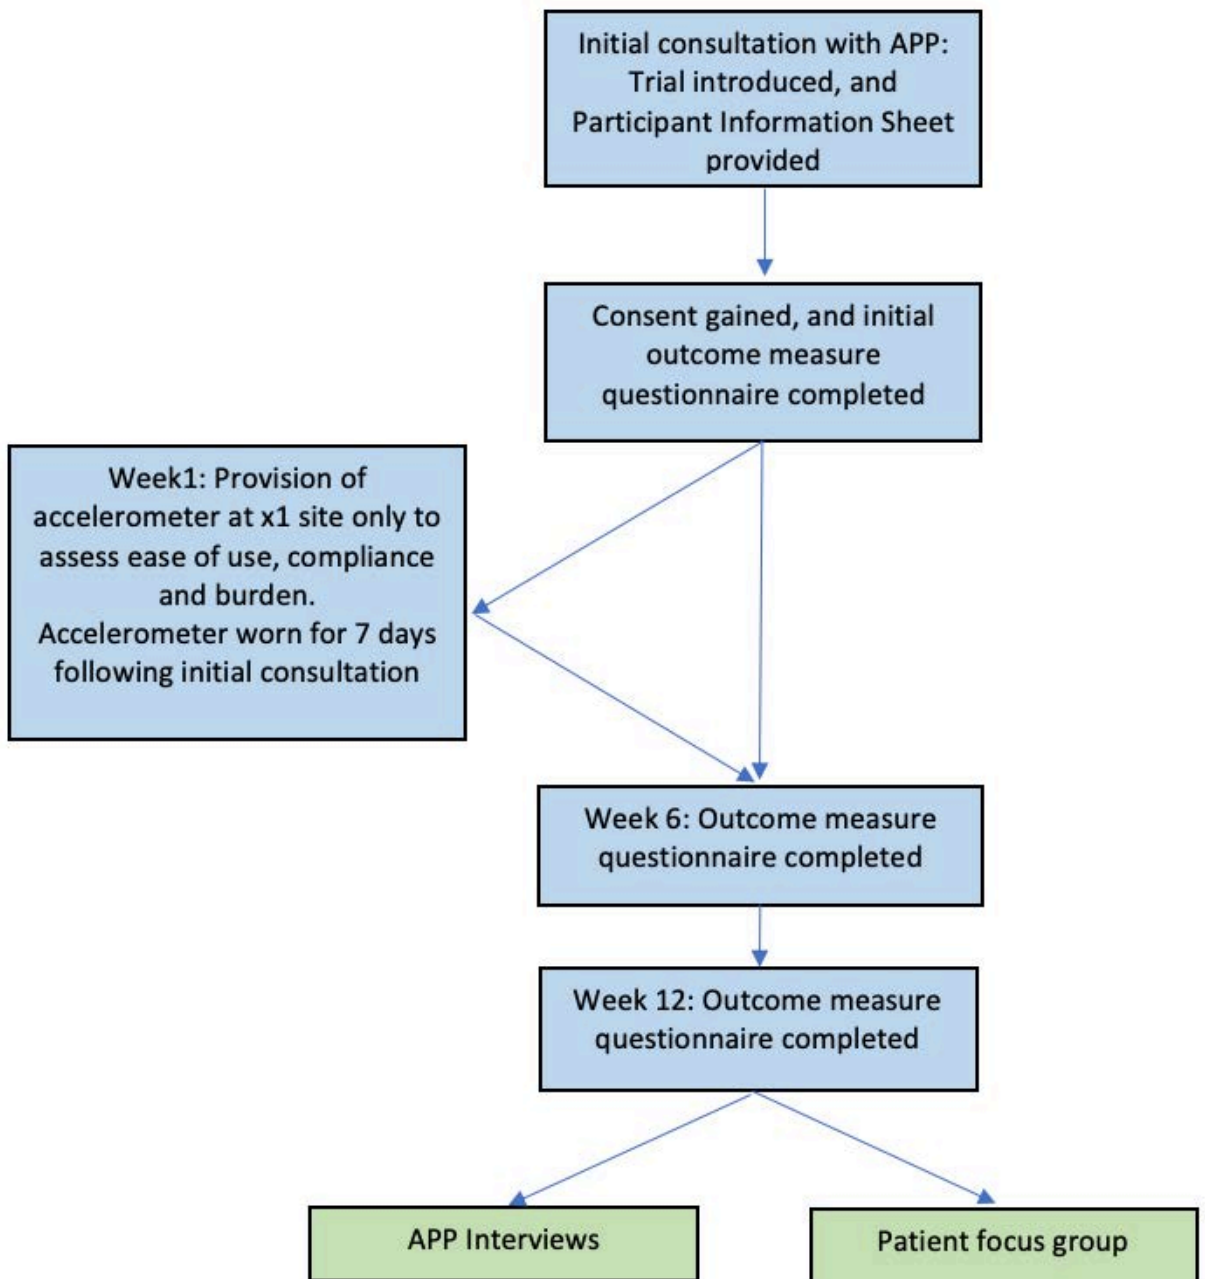 Initial consultation with APP:
Trial introduced, and
Participant Information Sheet
provided
Consent gained, and initial
outcome measure
questionnaire completed
Week1: Provision of
accelerometer at x1 site only to
assess ease of use, compliance
and burden.
Accelerometer worn for 7 days
following initial consultation
Week 6: Outcome measure
questionnaire completed
Week 12: Outcome measure
questionnaire completed
APP Interviews
Patient focus group